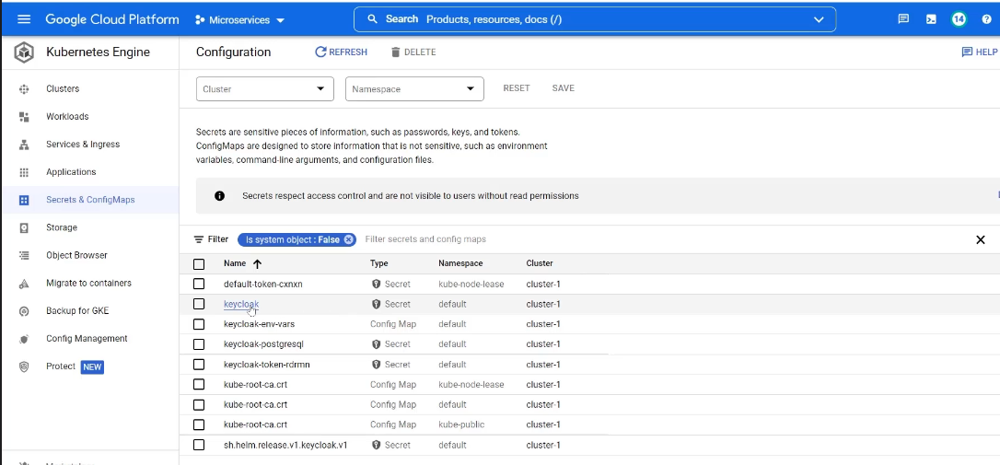 Google Cloud Platform Microservices Search Products, resources, docs (/) 14 ?
Kubernetes Engine Configuration REFRESH DELETE HELP
Clusters
Workloads
Services & Ingress
Applications
Secrets & ConfigMaps
Storage
Object Browser
Migrate to containers
Backup for GKE
Config Management
Protect NEW
Cluster Namespace RESET SAVE
Secrets are sensitive pieces of information, such as passwords, keys, and tokens.
ConfigMaps are designed to store information that is not sensitive, such as environment
variables, command-line arguments, and configuration files.
Secrets respect access control and are not visible to users without read permissions
Filter Is system object : False Filter secrets and config maps
Name Type Namespace Cluster
default-token-cxnxn Secret kube-node-lease cluster-1
keycloak Secret default cluster-1
keycloak-env-vars Config Map default cluster-1
keycloak-postgresql Secret default cluster-1
keycloak-token-rdrmn Secret default cluster-1
kube-root-ca.crt Config Map kube-node-lease cluster-1
kube-root-ca.crt Config Map default cluster-1
kube-root-ca.crt Config Map kube-public cluster-1
sh.helm.release.v1.keycloak.v1 Secret default cluster-1